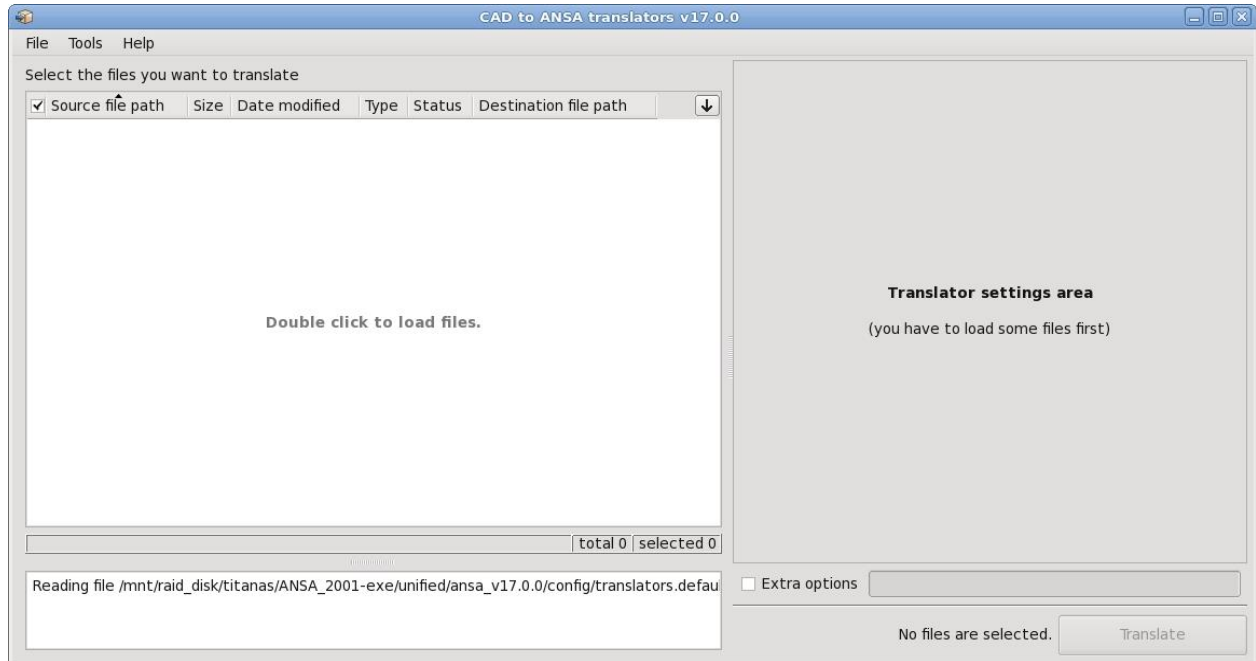 CAD to ANSA translators v17.0.0
File Tools Help
Select the files you want to translate
Source file path Size Date modified Type Status Destination file path
Double click to load files.
Translator settings area
(you have to load some files first)
total 0 selected 0
Reading file /mnt/raid_disk/titanas/ANSA_2001-exe/unified/ansa_v17.0.0/config/translators.defau
Extra options
No files are selected. Translate